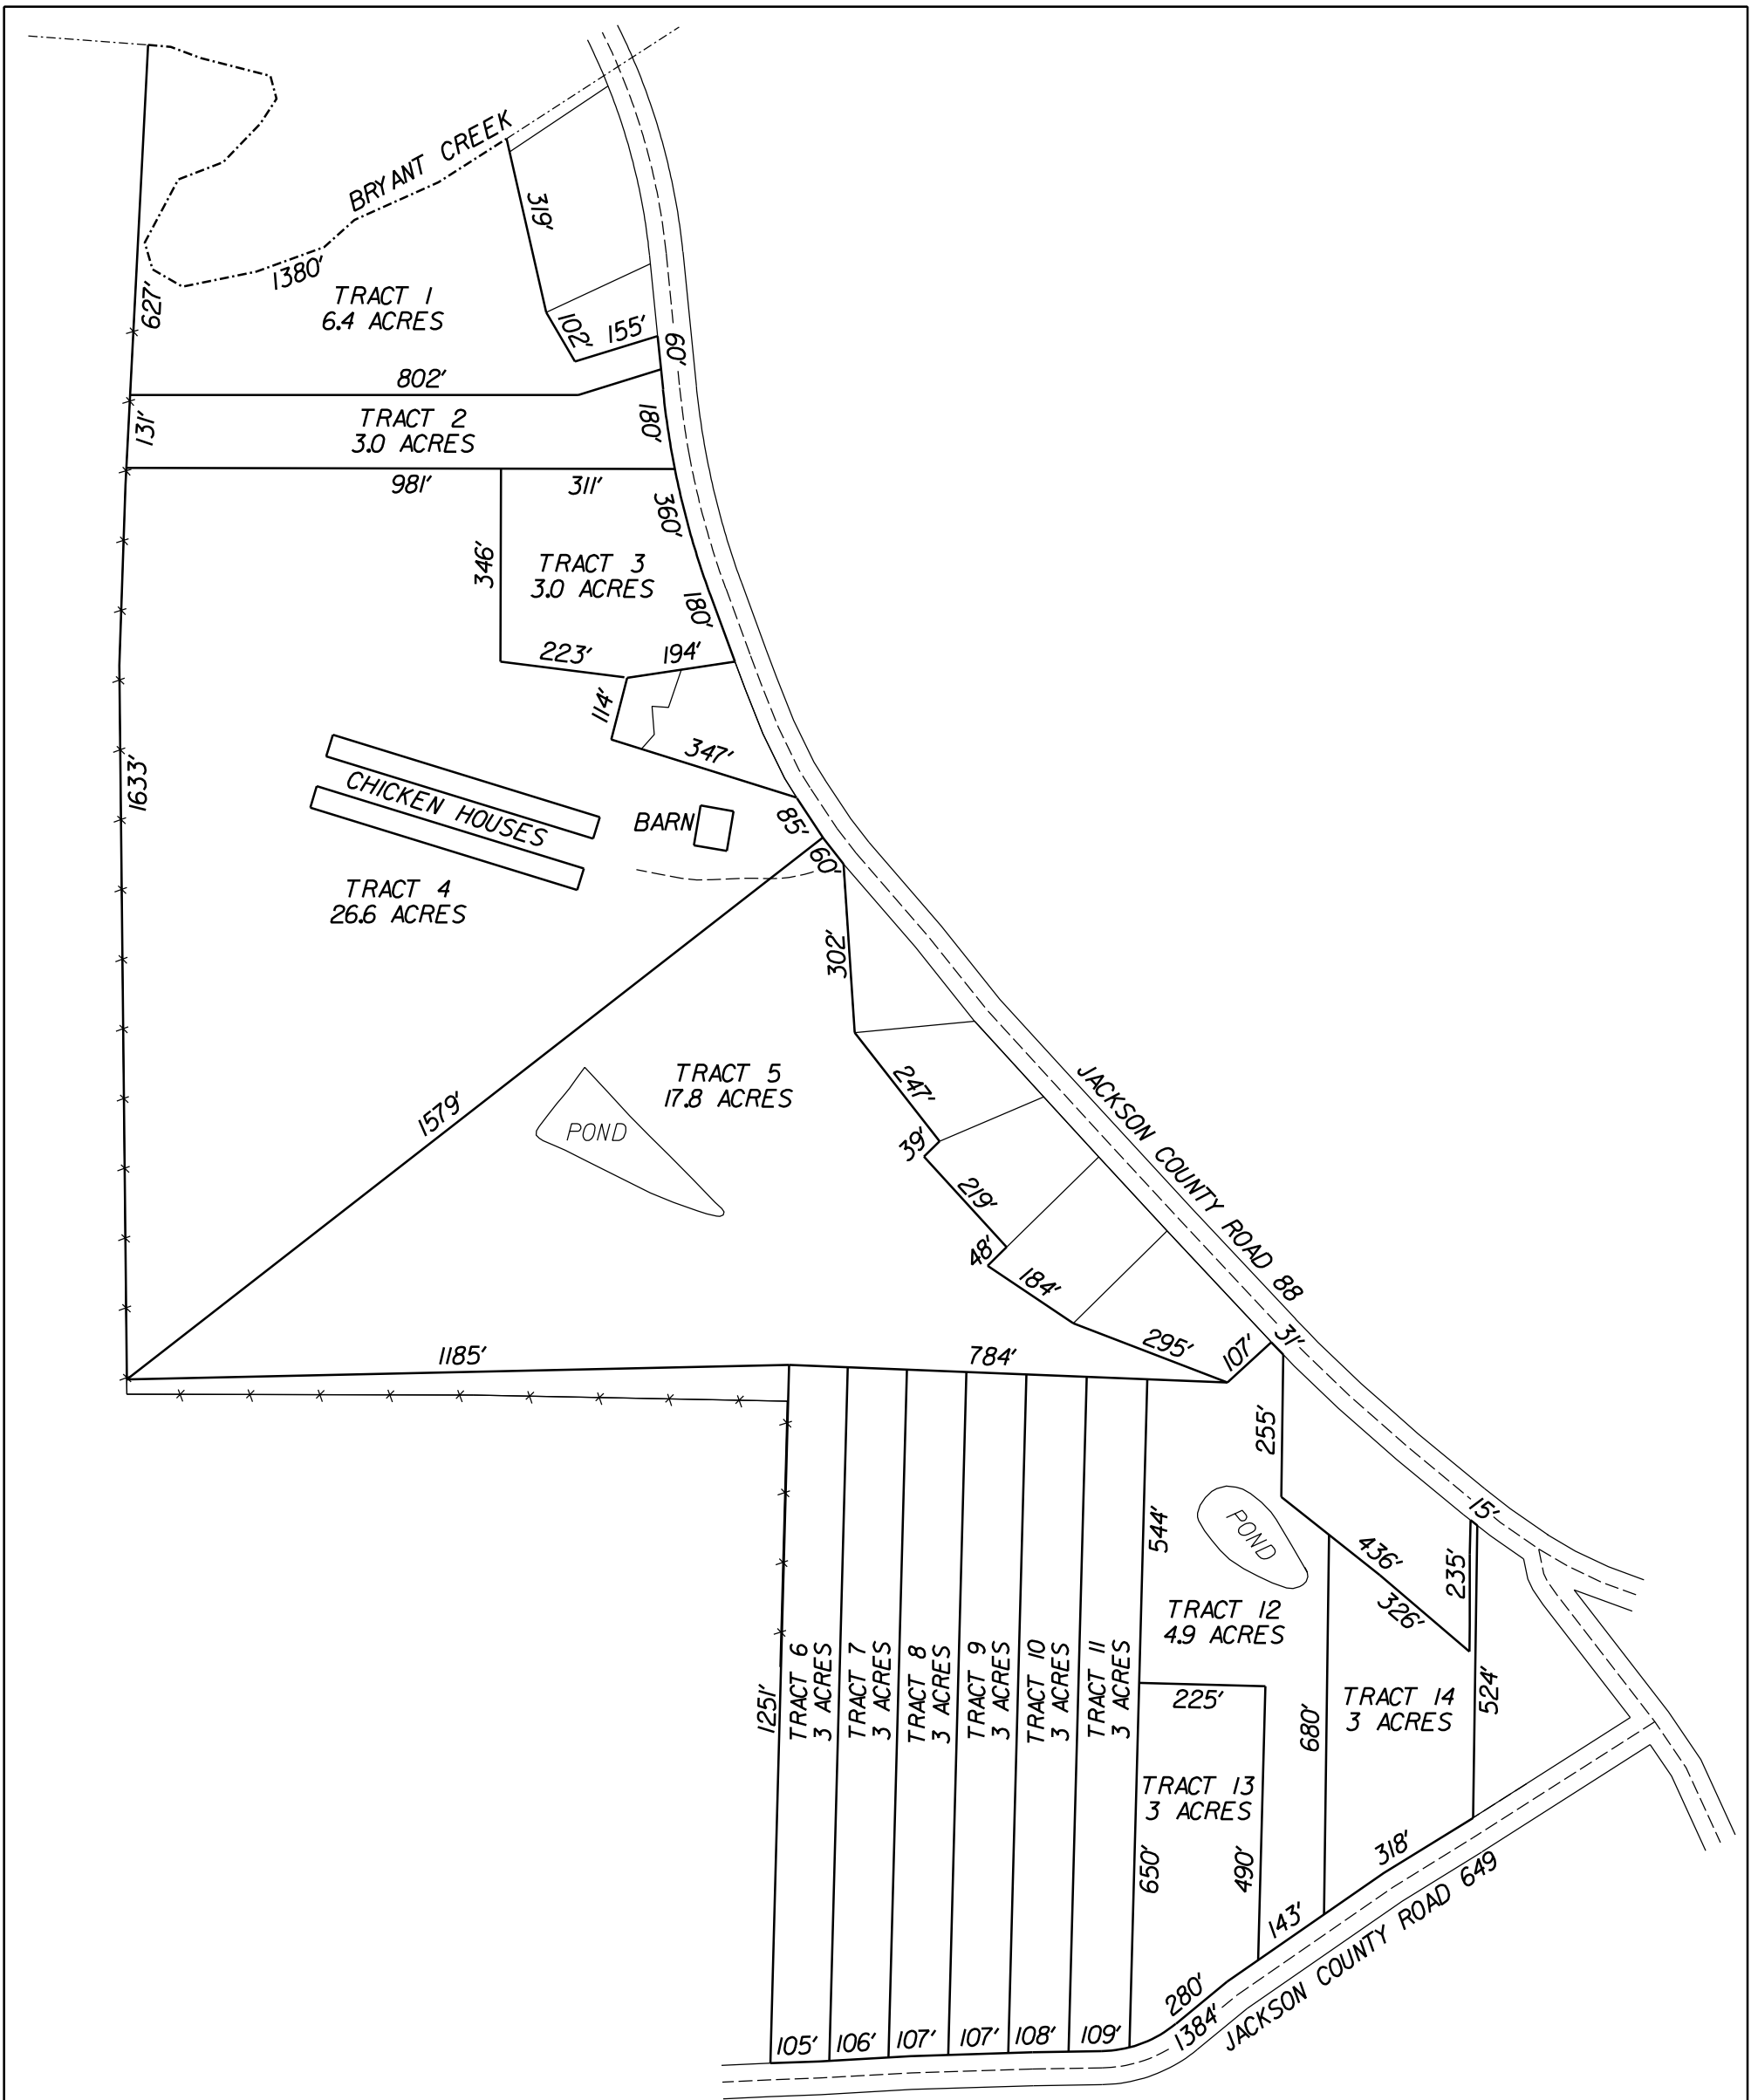 BRYANT CREEK
319'
1380'
627'
TRACT 1
6.4 ACRES
102'
155'
60'
802'
131'
TRACT 2
3.0 ACRES
180'
981'
311'
360'
346'
TRACT 3
3.0 ACRES
180'
223'
194'
114'
347'
1633'
CHICKEN HOUSES
BARN
85'
60'
TRACT 4
26.6 ACRES
302'
1579'
TRACT 5
17.8 ACRES
POND
247'
39'
219'
48'
184'
JACKSON COUNTY ROAD 88
31'
295'
107'
1185'
784'
255'
544'
POND
15'
436'
235'
326'
TRACT 12
4.9 ACRES
1251'
TRACT 6
3 ACRES
TRACT 7
3 ACRES
TRACT 8
3 ACRES
TRACT 9
3 ACRES
TRACT 10
3 ACRES
TRACT 11
3 ACRES
225'
680'
TRACT 14
3 ACRES
524'
TRACT 13
3 ACRES
650'
490'
318'
143'
280'
1384'
JACKSON COUNTY ROAD 649
105'
106'
107'
107'
108'
109'